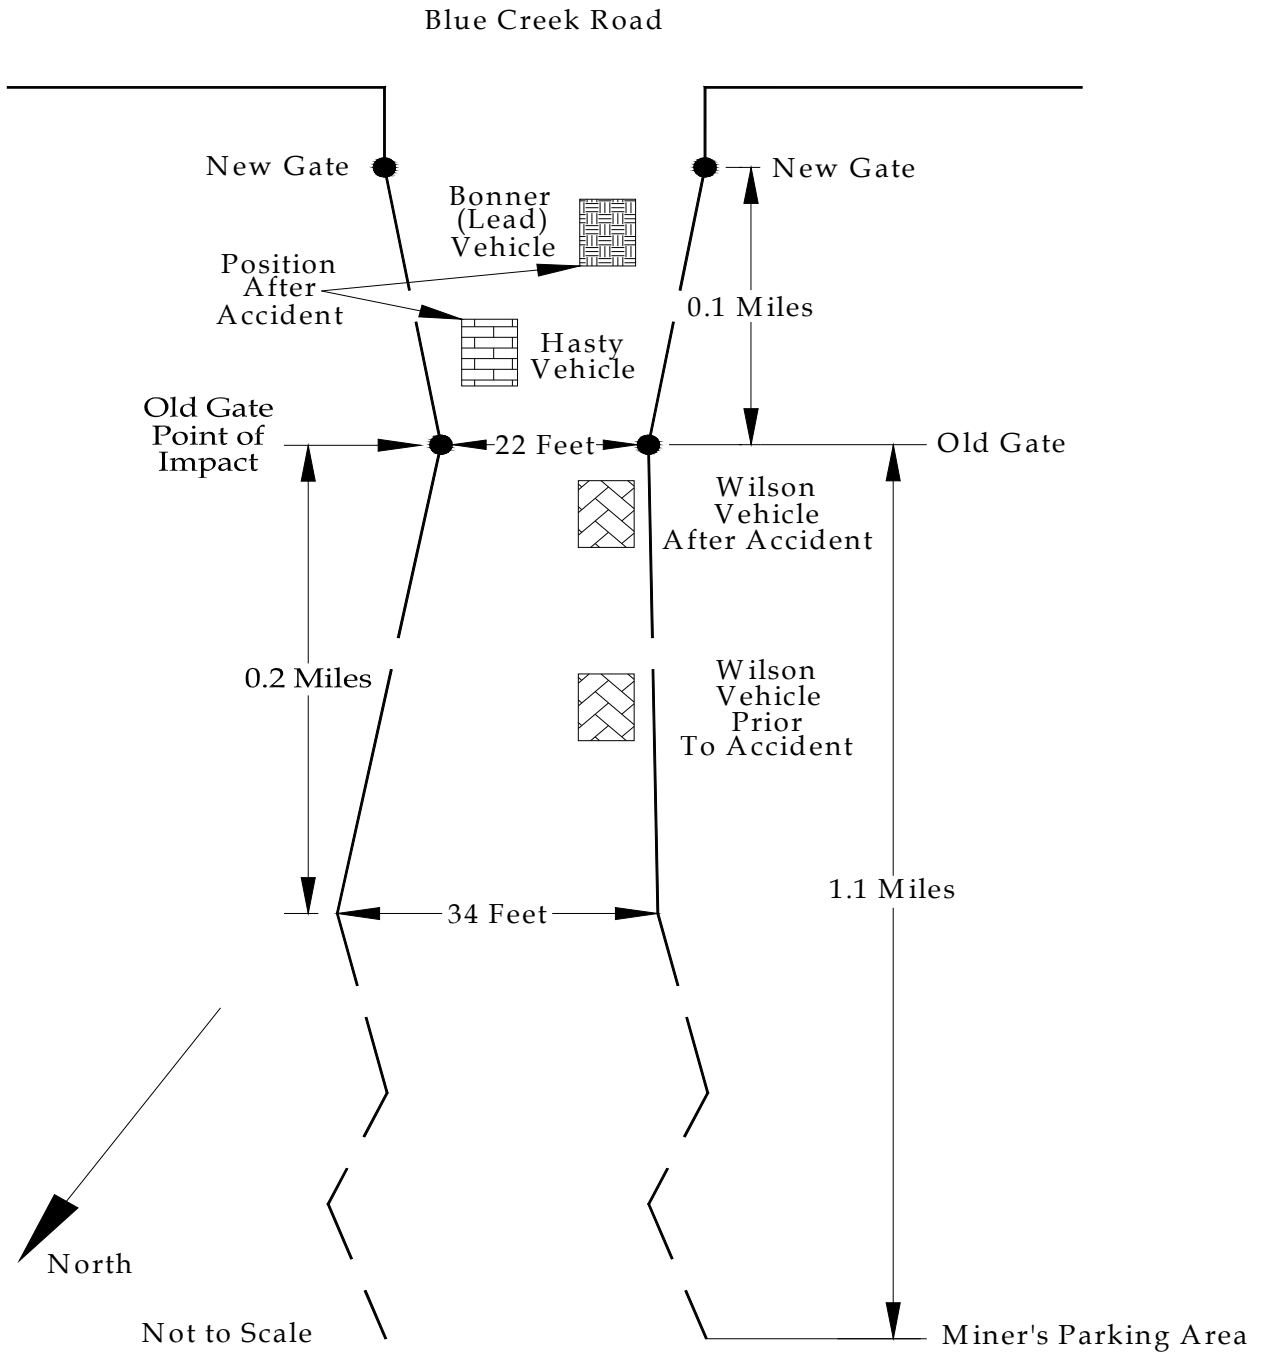 Blue Creek Road
New Gate
New Gate
Bonner
(Lead)
Vehicle
Position
After
Accident
0.1 Miles
Hasty
Vehicle
Old Gate
Point of
Impact
22 Feet
Old Gate
Wilson
Vehicle
After Accident
0.2 Miles
Wilson
Vehicle
Prior
To Accident
1.1 Miles
34 Feet
North
Not to Scale
Miner's Parking Area